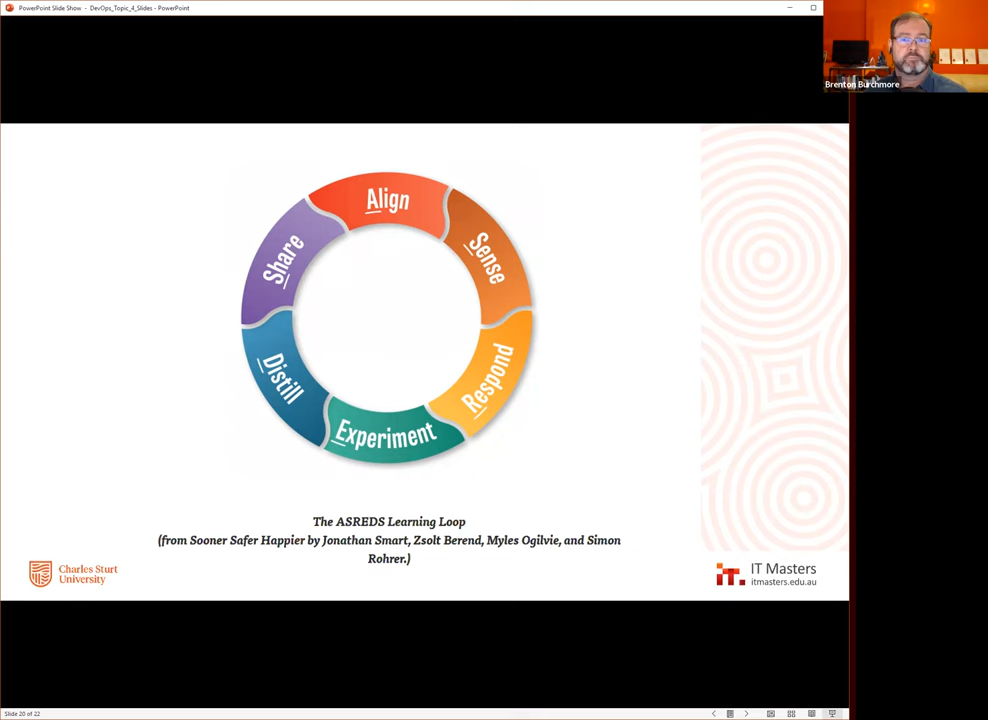 PowerPoint Slide Show - DevOps_Topic_4_Slides - PowerPoint
Brenton Burchmore
Align
Sense
Respond
Experiment
Distill
Share
The ASREDS Learning Loop
(from Sooner Safer Happier by Jonathan Smart, Zsolt Berend, Myles Ogilvie, and Simon
Rohrer.)
Charles Sturt
University
IT Masters
itmasters.edu.au
Slide 20 of 22